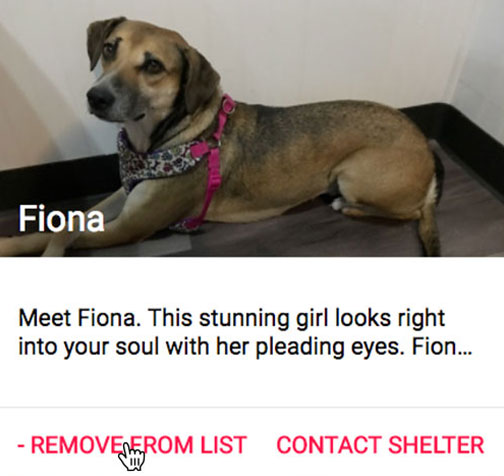 Fiona
Meet Fiona. This stunning girl looks right
into your soul with her pleading eyes. Fion...
- REMOVE FROM LIST CONTACT SHELTER